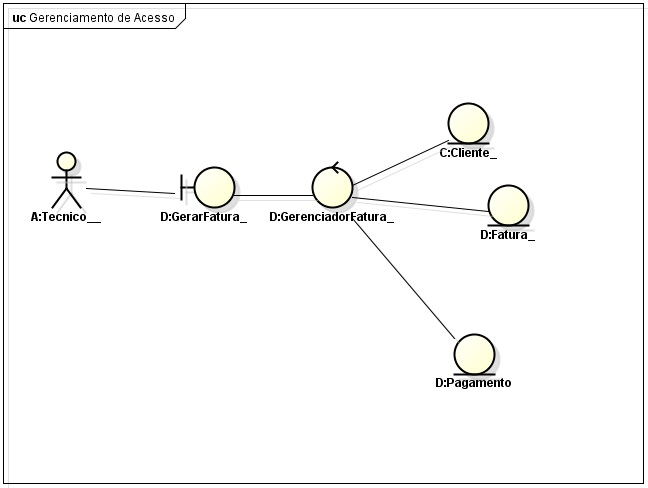 uc Gerenciamento de Acesso
C:Cliente_
A:Tecnico__
D:GerarFatura_
D:GerenciadorFatura_
D:Fatura_
D:Pagamento